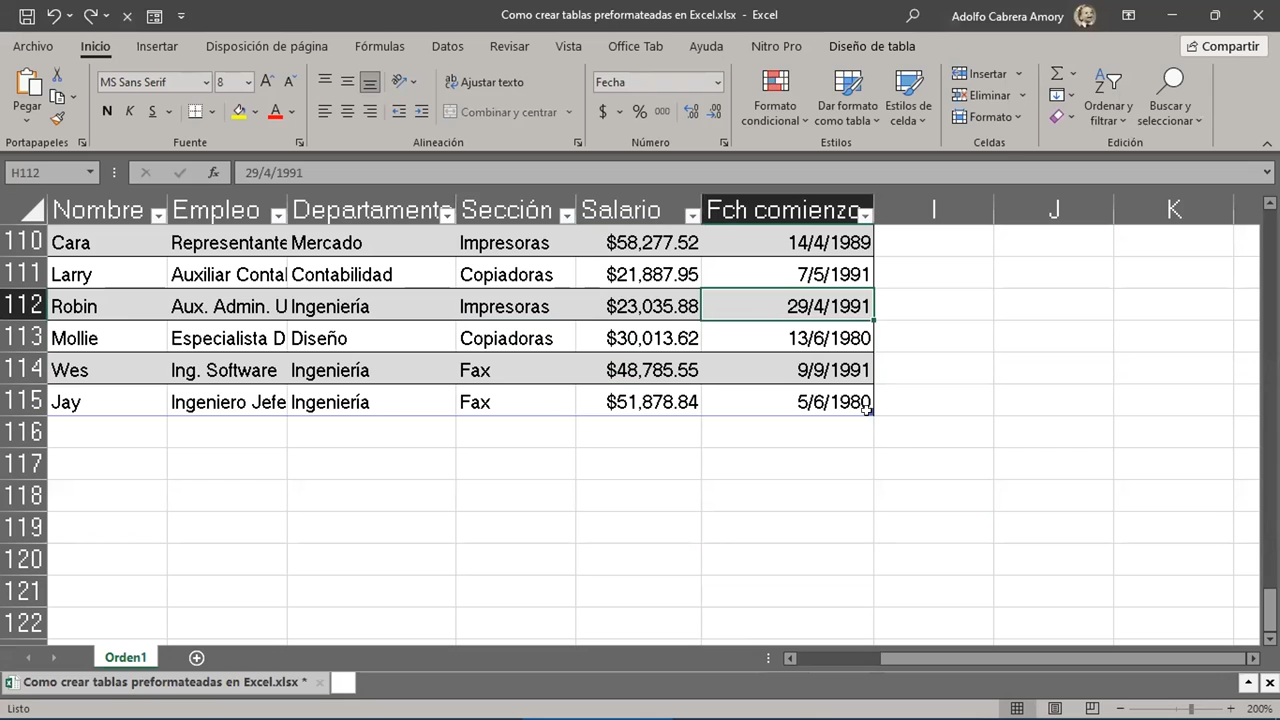 Como crear tablas preformateadas en Excel.xlsx - Excel
Adolfo Cabrera Amory
Archivo Inicio Insertar Disposición de página Fórmulas Datos Revisar Vista Office Tab Ayuda Nitro Pro Diseño de tabla Compartir
Pegar
MS Sans Serif 8
N K S
Ajustar texto
Combinar y centrar
Fecha
$ % 000
Formato condicional
Dar formato como tabla
Estilos de celda
Insertar
Eliminar
Formato
Ordenar y filtrar
Buscar y seleccionar
Portapapeles Fuente Alineación Número Estilos Celdas Edición
H112 fx 29/4/1991
Nombre Empleo Departamento Sección Salario Fch comienzo I J K
110 Cara Representante Mercado Impresoras $58,277.52 14/4/1989
111 Larry Auxiliar Contal Contabilidad Copiadoras $21,887.95 7/5/1991
112 Robin Aux. Admin. U Ingeniería Impresoras $23,035.88 29/4/1991
113 Mollie Especialista D Diseño Copiadoras $30,013.62 13/6/1980
114 Wes Ing. Software Ingeniería Fax $48,785.55 9/9/1991
115 Jay Ingeniero Jefe Ingeniería Fax $51,878.84 5/6/1980
116
117
118
119
120
121
122
Orden1
Como crear tablas preformateadas en Excel.xlsx *
Listo 200%